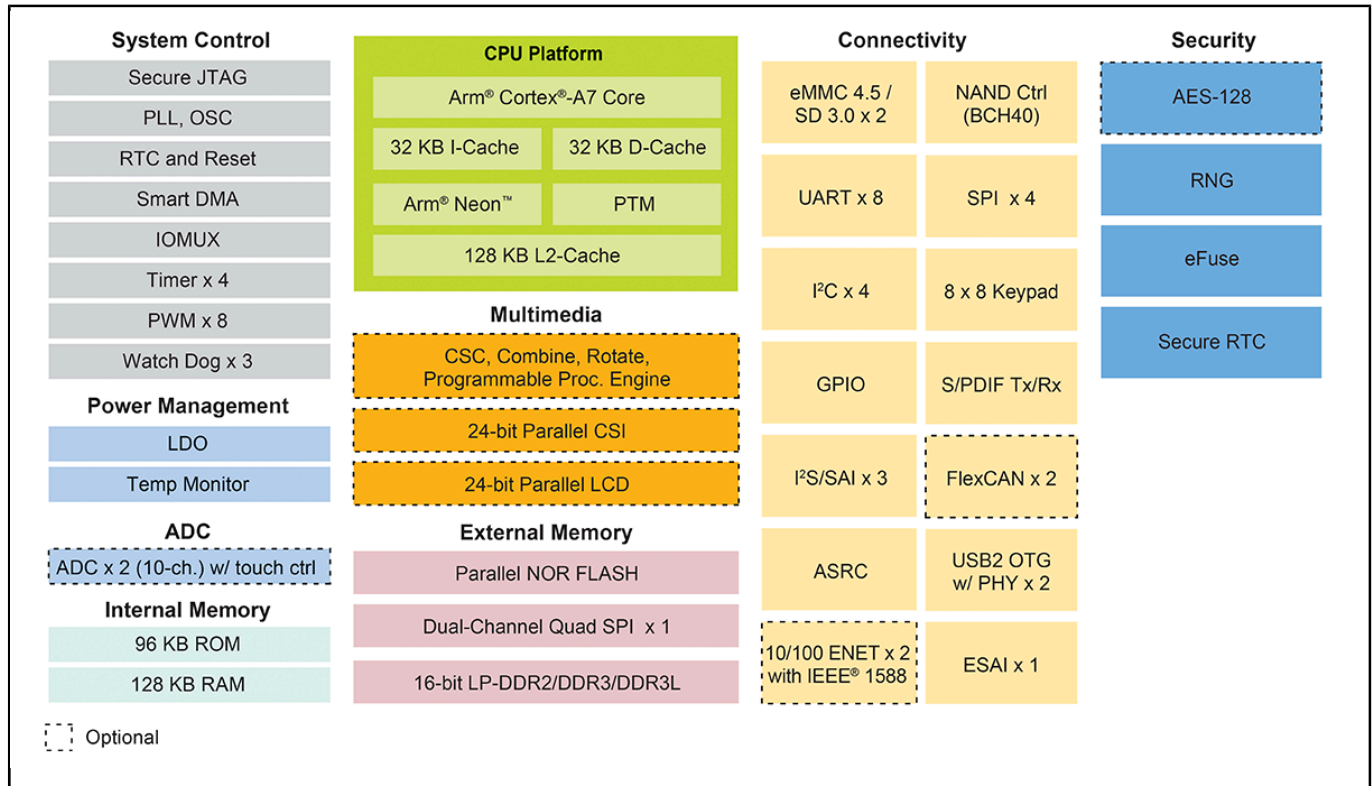 System Control
Secure JTAG
PLL, OSC
RTC and Reset
Smart DMA
IOMUX
Timer x 4
PWM x 8
Watch Dog x 3
Power Management
LDO
Temp Monitor
ADC
ADC x 2 (10-ch.) w/ touch ctrl
Internal Memory
96 KB ROM
128 KB RAM
Optional
CPU Platform
Arm® Cortex®-A7 Core
32 KB I-Cache
32 KB D-Cache
Arm® Neon™
PTM
128 KB L2-Cache
Multimedia
CSC, Combine, Rotate,
Programmable Proc. Engine
24-bit Parallel CSI
24-bit Parallel LCD
External Memory
Parallel NOR FLASH
Dual-Channel Quad SPI x 1
16-bit LP-DDR2/DDR3/DDR3L
Connectivity
eMMC 4.5 /
SD 3.0 x 2
NAND Ctrl
(BCH40)
UART x 8
SPI x 4
I²C x 4
8 x 8 Keypad
GPIO
S/PDIF Tx/Rx
I²S/SAI x 3
FlexCAN x 2
ASRC
USB2 OTG
w/ PHY x 2
10/100 ENET x 2
with IEEE® 1588
ESAI x 1
Security
AES-128
RNG
eFuse
Secure RTC